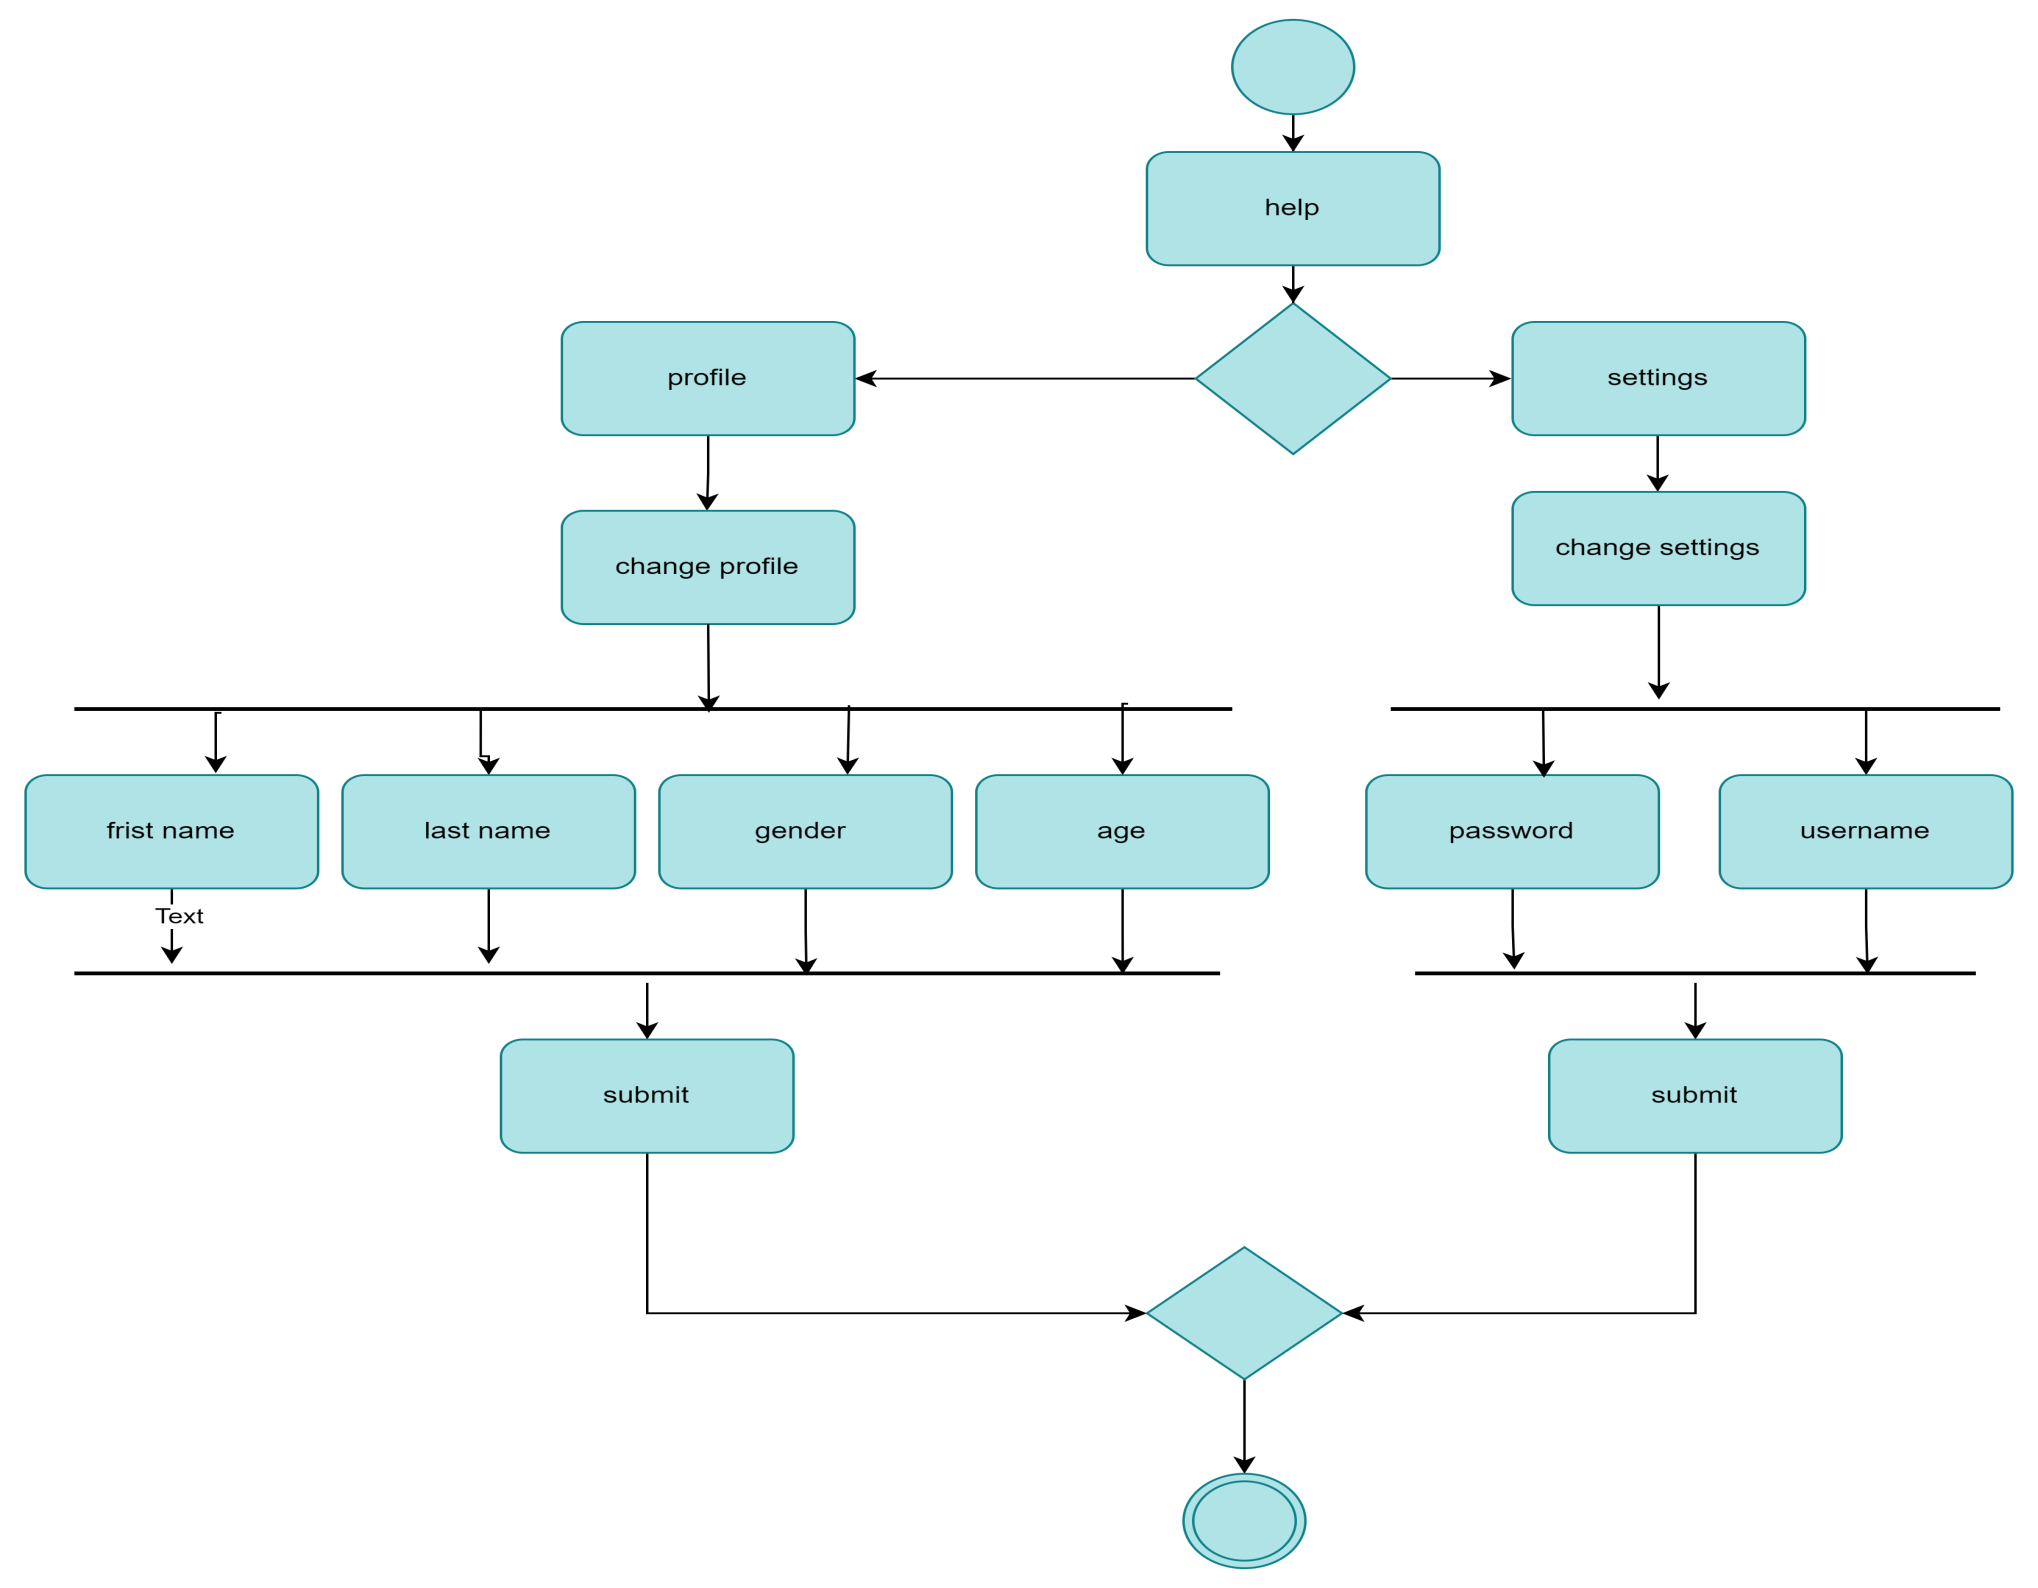 help
profile
settings
change profile
change settings
frist name
last name
gender
age
password
username
Text
submit
submit